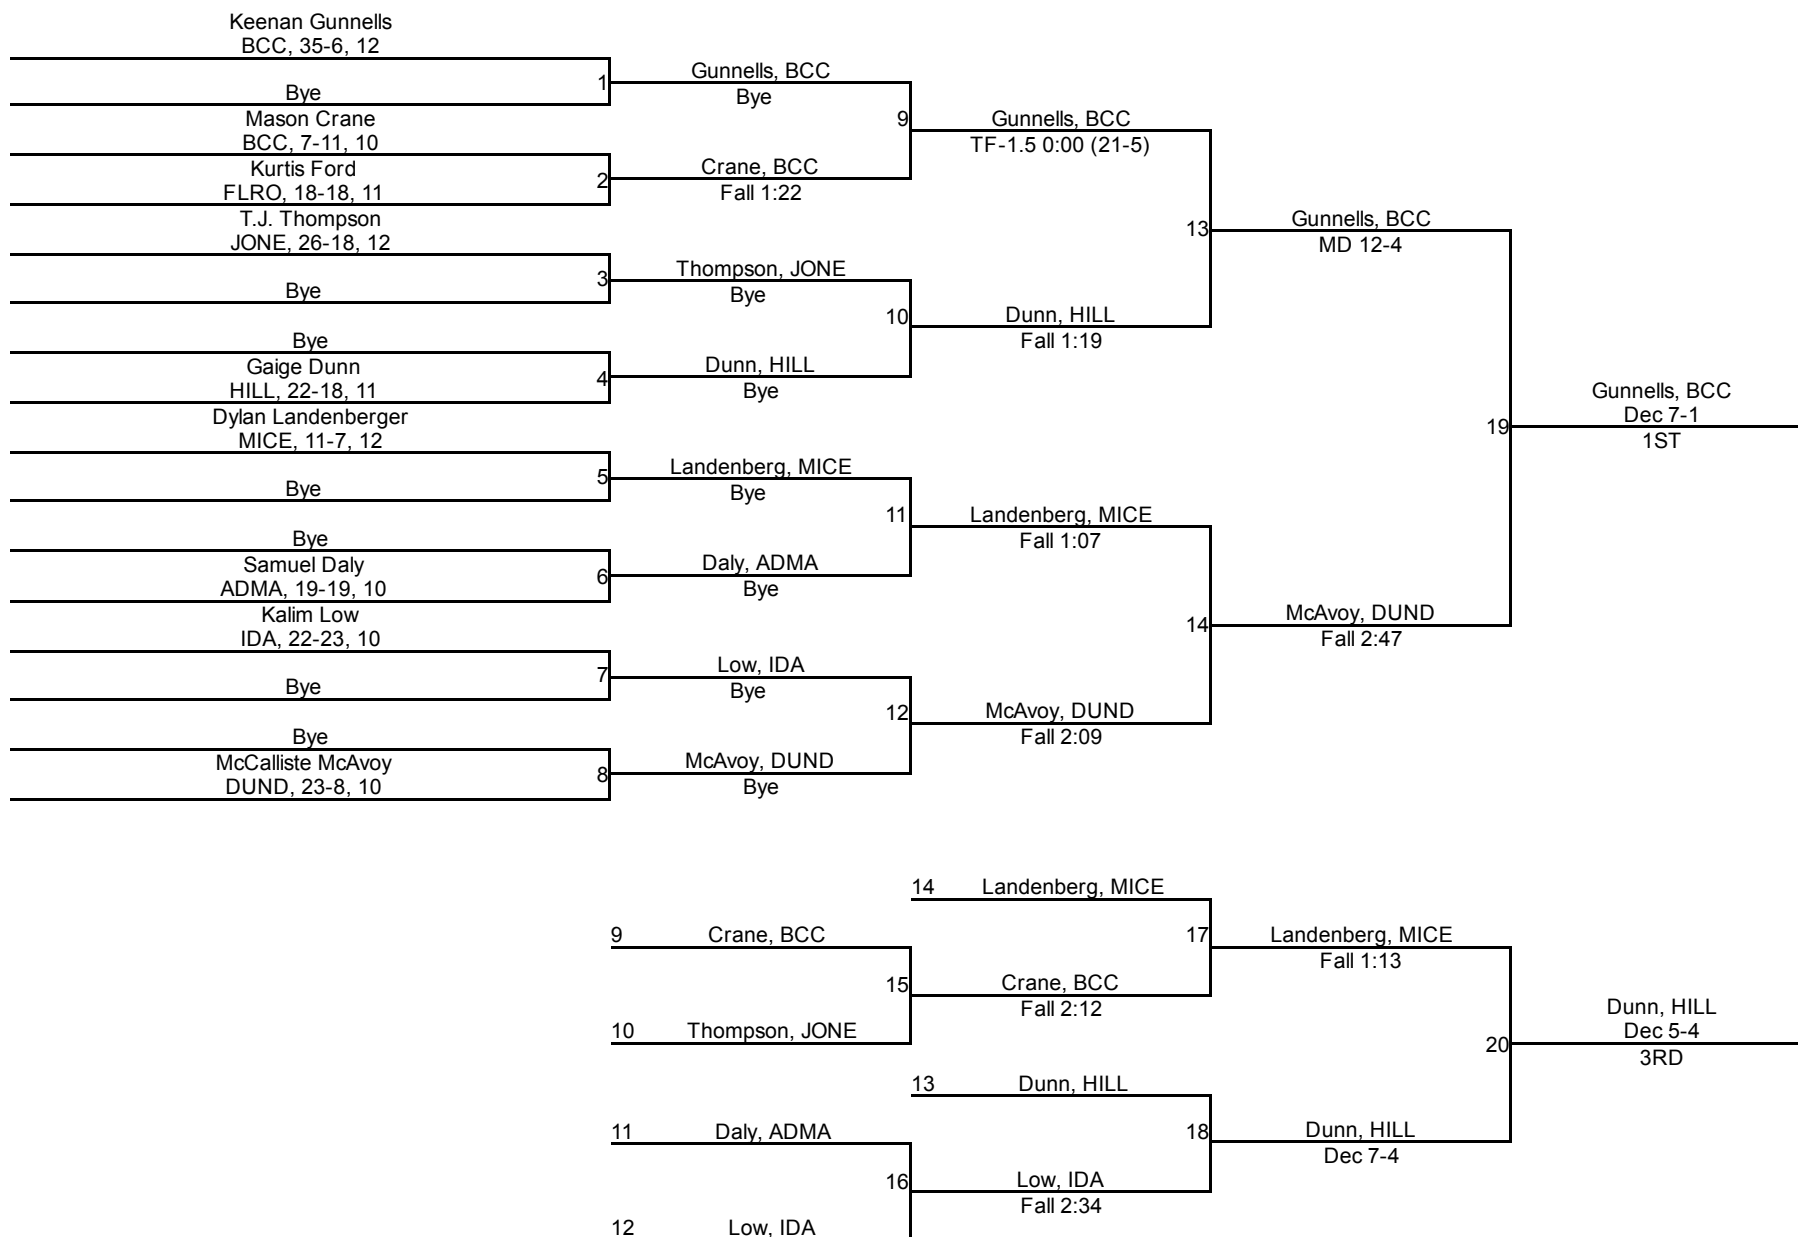 Keenan Gunnells
BCC, 35-6, 12
Bye
1
Mason Crane
BCC, 7-11, 10
Kurtis Ford
FLRO, 18-18, 11
2
T.J. Thompson
JONE, 26-18, 12
Bye
3
Bye
Gaige Dunn
HILL, 22-18, 11
4
Dylan Landenberger
MICE, 11-7, 12
Bye
5
Bye
Samuel Daly
ADMA, 19-19, 10
6
Kalim Low
IDA, 22-23, 10
Bye
7
Bye
McCalliste McAvoy
DUND, 23-8, 10
8
Gunnells, BCC
Bye
9
Crane, BCC
Fall 1:22
Thompson, JONE
Bye
10
Dunn, HILL
Bye
Landenberg, MICE
Bye
11
Daly, ADMA
Bye
Low, IDA
Bye
12
McAvoy, DUND
Bye
Gunnells, BCC
TF-1.5 0:00 (21-5)
13
Dunn, HILL
Fall 1:19
Landenberg, MICE
Fall 1:07
14
McAvoy, DUND
Fall 2:09
Gunnells, BCC
MD 12-4
19
McAvoy, DUND
Fall 2:47
Gunnells, BCC
Dec 7-1
1ST
14 Landenberg, MICE
9 Crane, BCC
15
10 Thompson, JONE
17
Crane, BCC
Fall 2:12
13 Dunn, HILL
11 Daly, ADMA
16
12 Low, IDA
18
Low, IDA
Fall 2:34
Landenberg, MICE
Fall 1:13
20
Dunn, HILL
Dec 7-4
Dunn, HILL
Dec 5-4
3RD